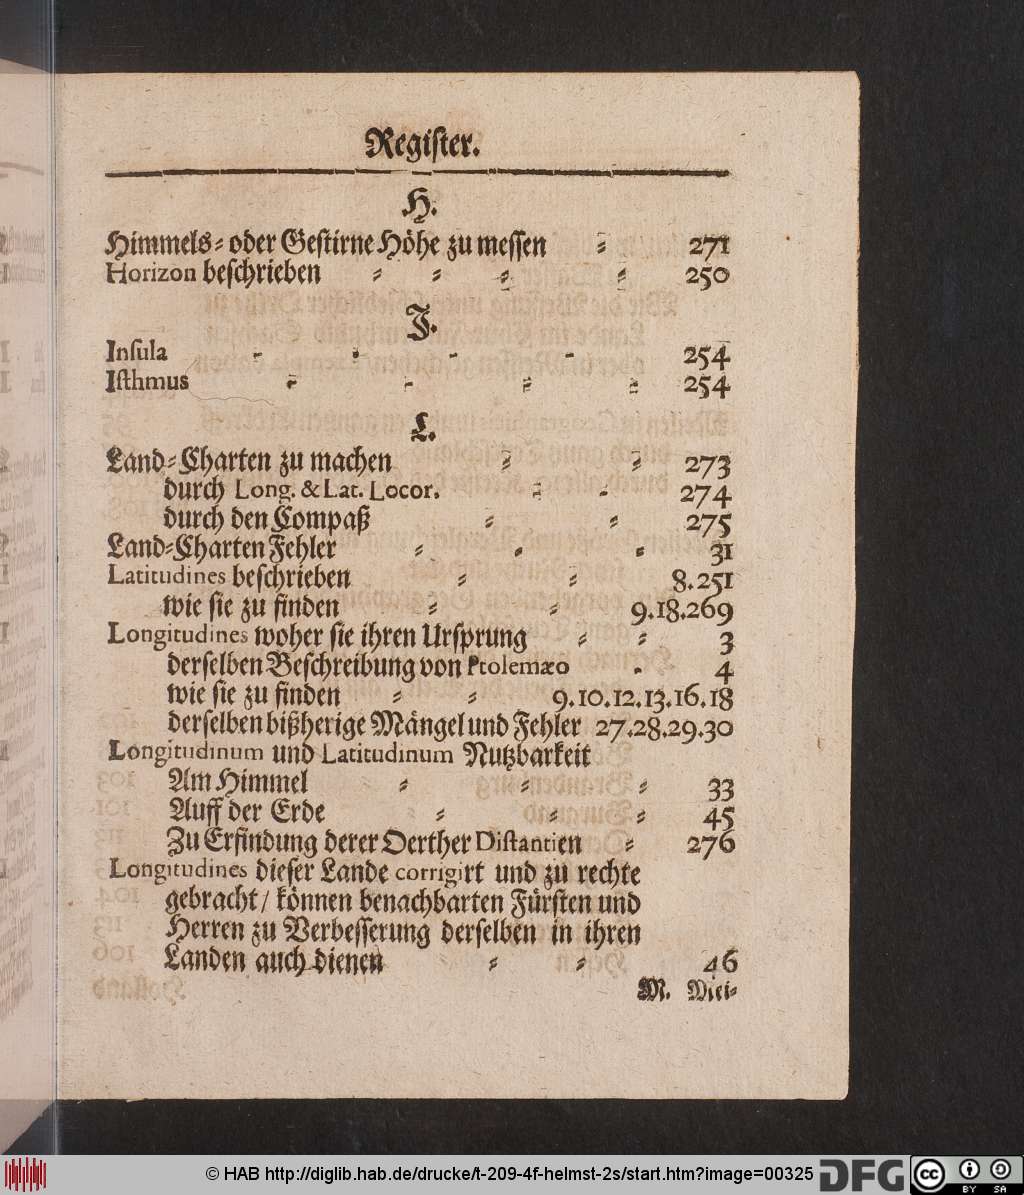 Register.
H.
Himmels⸗ oder Gestirne Höhe zu messen ⸗ 271
Horizon beschrieben ⸗ ⸗ ⸗ ⸗ 250
J.
Insula - - - - 254
Isthmus ⸗ - ⸗ ⸗ 254
L.
Land⸗Charten zu machen ⸗ ⸗ 273
durch Long. & Lat. Locor. ⸗ - 274
durch den Compaß ⸗ ⸗ 275
Land⸗Charten Fehler ⸗ ⸗ ⸗ 31
Latitudines beschrieben ⸗ ⸗ 8.251
wie sie zu finden ⸗ ⸗ 9.18.269
Longitudines woher sie ihren Ursprung ⸗ ⸗ 3
derselben Beschreibung von Ptolemæo - 4
wie sie zu finden ⸗ ⸗ 9.10.12.13.16.18
derselben bißherige Mängel und Fehler 27.28.29.30
Longitudinum und Latitudinum Nutzbarkeit
Am Himmel ⸗ ⸗ ⸗ 33
Auff der Erde ⸗ ⸗ ⸗ 45
Zu Erfindung derer Oerther Distantien ⸗ 276
Longitudines dieser Lande corrigirt und zu rechte
gebracht / können benachbarten Fürsten und
Herren zu Verbesserung derselben in ihren
Landen auch dienen ⸗ ⸗ 46
M. Mei⸗
© HAB http://diglib.hab.de/drucke/t-209-4f-helmst-2s/start.htm?image=00325
DFG
cc BY SA